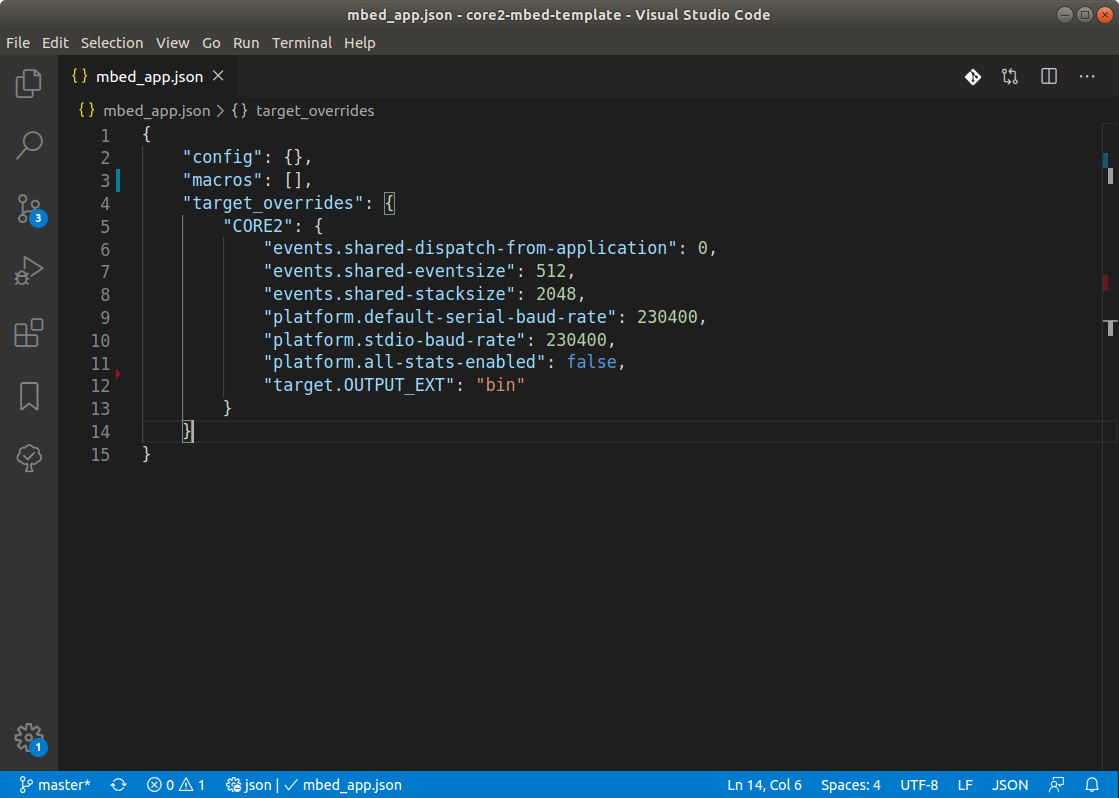 mbed_app.json - core2-mbed-template - Visual Studio Code
File Edit Selection View Go Run Terminal Help
{} mbed_app.json
{} mbed_app.json > {} target_overrides
1 {
2 "config": {},
3 "macros": [],
4 "target_overrides": {
5 "CORE2": {
6 "events.shared-dispatch-from-application": 0,
7 "events.shared-eventsize": 512,
8 "events.shared-stacksize": 2048,
9 "platform.default-serial-baud-rate": 230400,
10 "platform.stdio-baud-rate": 230400,
11 "platform.all-stats-enabled": false,
12 "target.OUTPUT_EXT": "bin"
13 }
14 }
15 }
3
1
master* 0 1 json | ✓ mbed_app.json Ln 14, Col 6 Spaces: 4 UTF-8 LF JSON